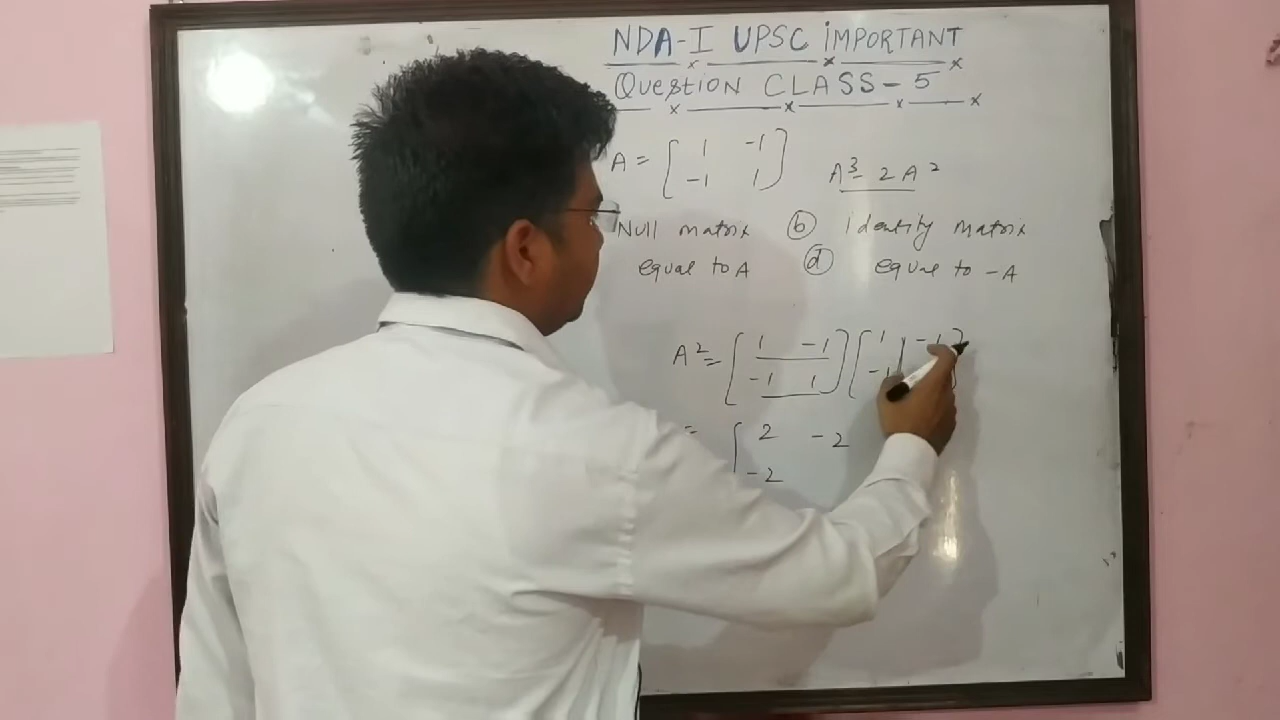 NDA-I UPSC iMPORTANT
Question CLASS-5
A = [ 1 -1
-1 1 ] A³- 2A²
Null matrix (b) Identity matrix
equal to A (d) equal to -A
A² = [ 1 -1 ] [ 1 -1 ]
-1 1 -1
= [ 2 -2
-2